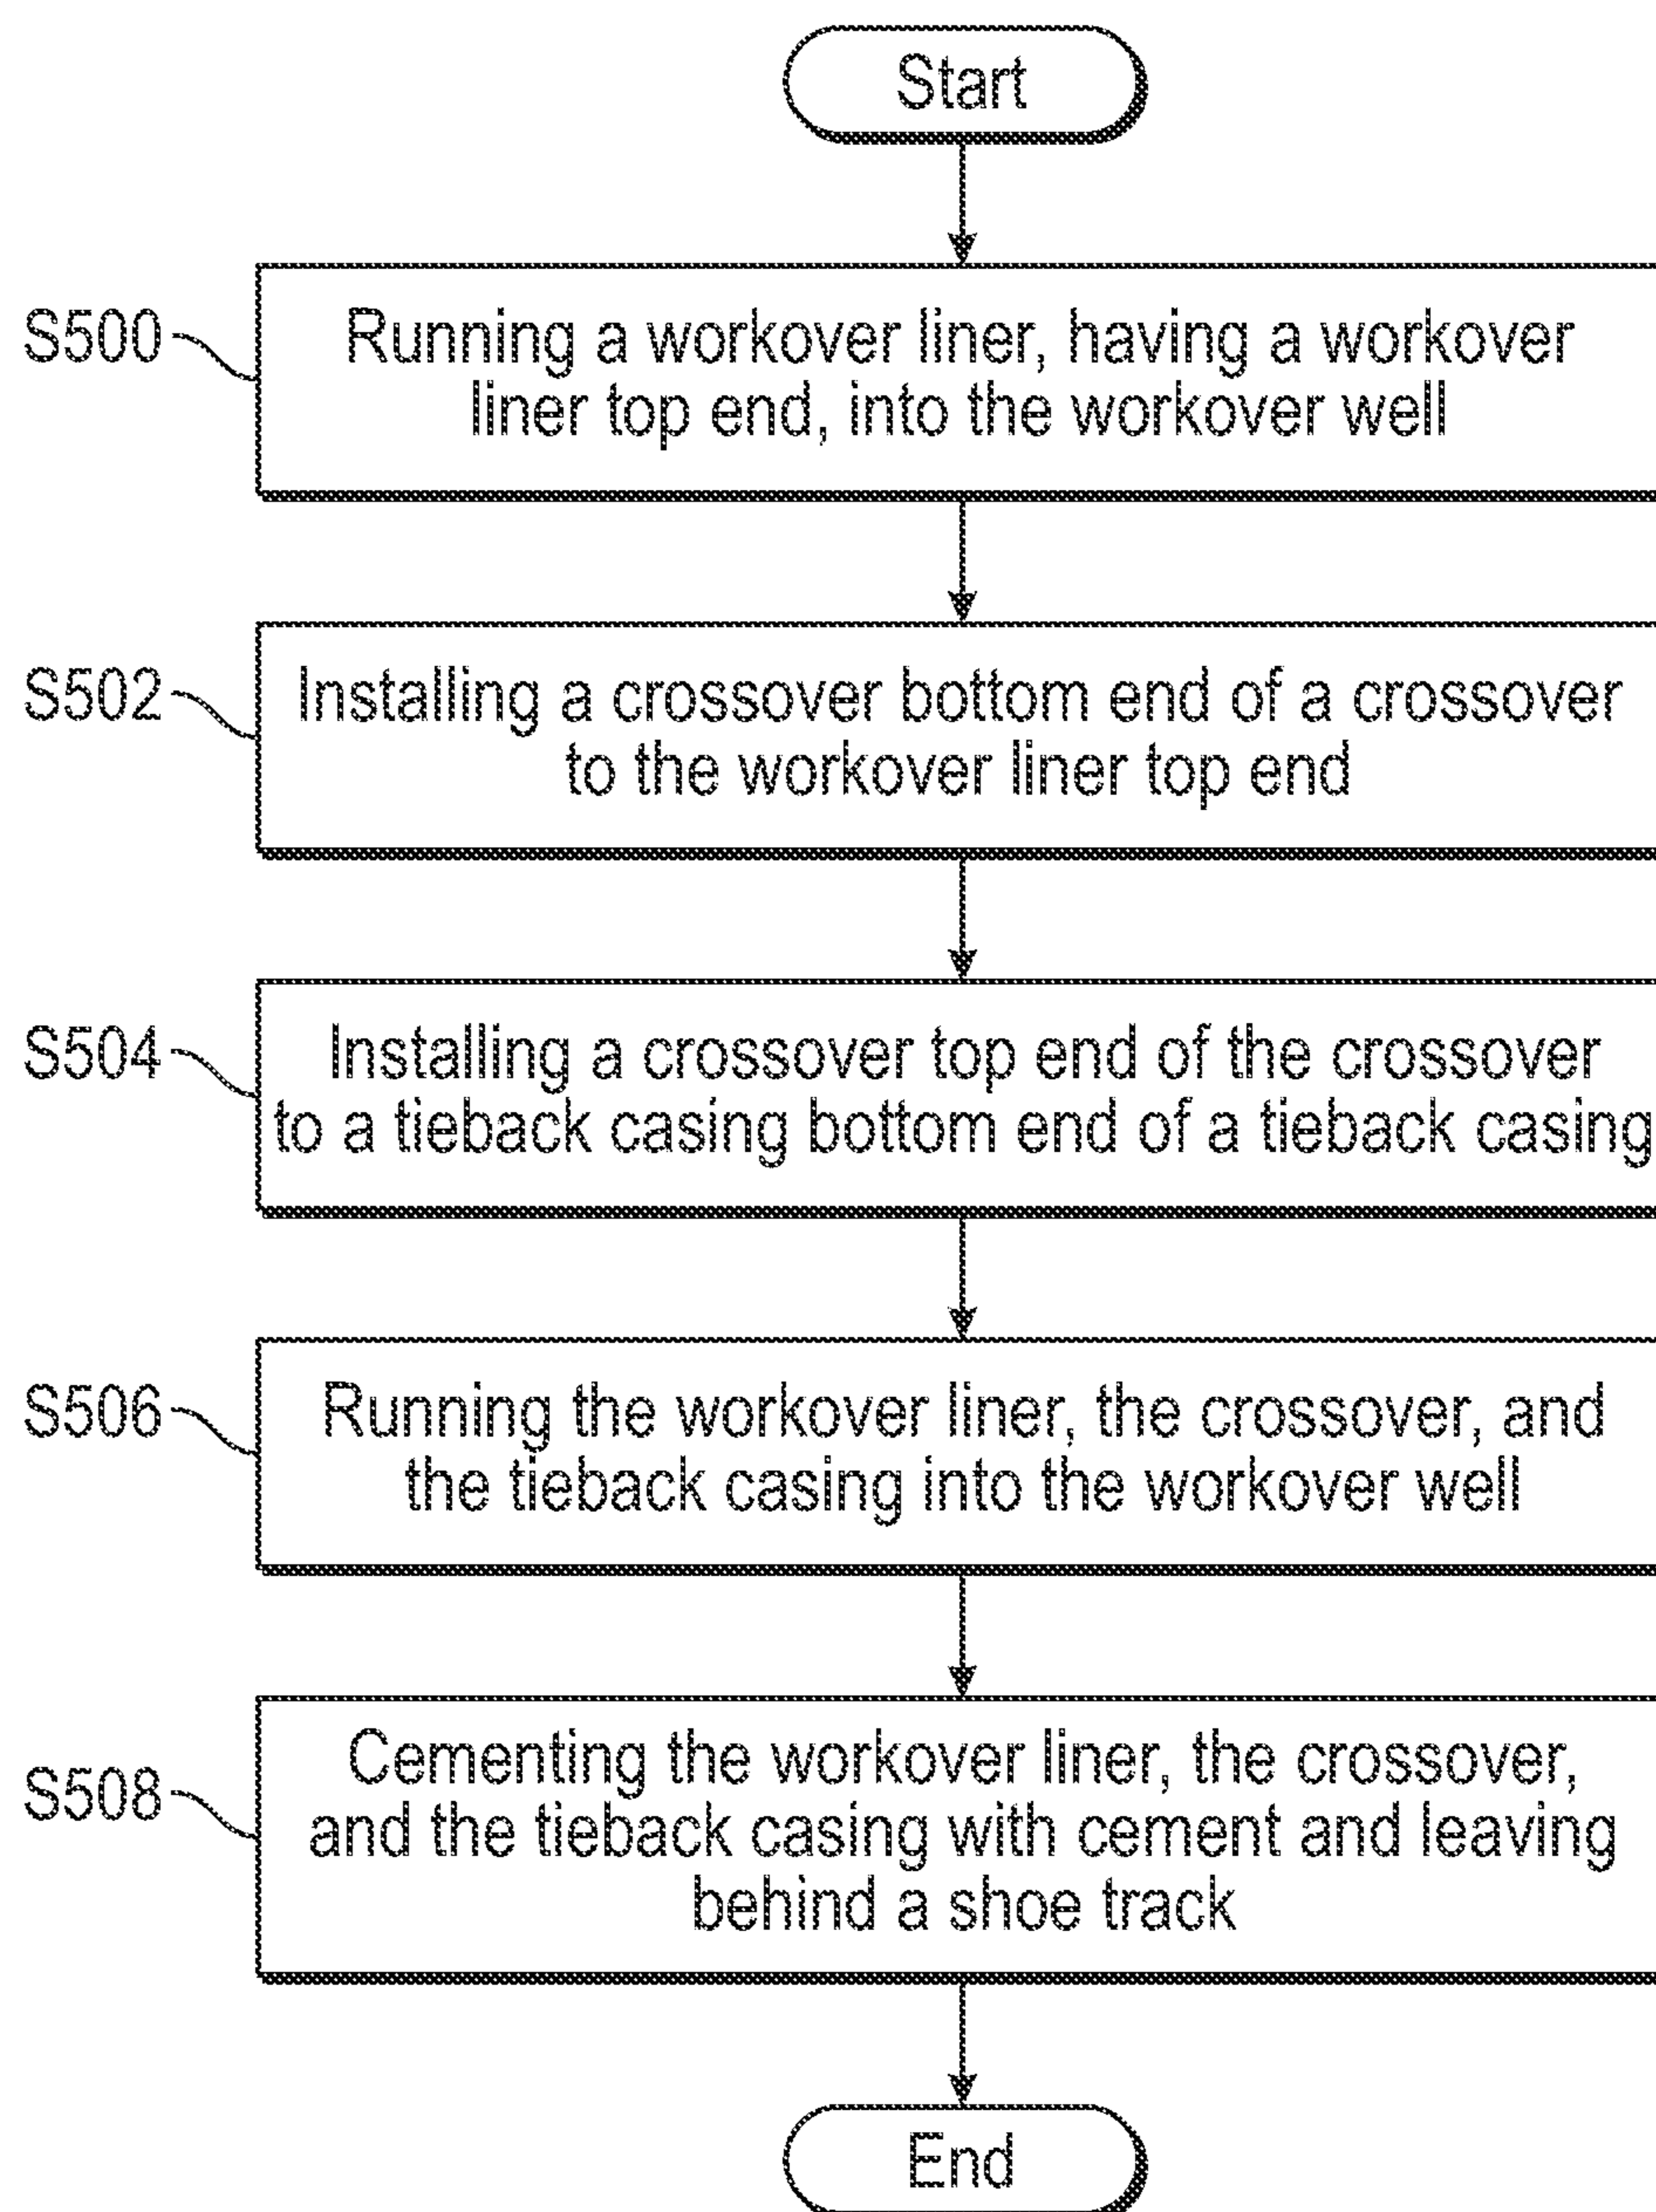 Start
S500
Running a workover liner, having a workover
liner top end, into the workover well
S502
Installing a crossover bottom end of a crossover
to the workover liner top end
S504
Installing a crossover top end of the crossover
to a tieback casing bottom end of a tieback casing
S506
Running the workover liner, the crossover, and
the tieback casing into the workover well
S508
Cementing the workover liner, the crossover,
and the tieback casing with cement and leaving
behind a shoe track
End